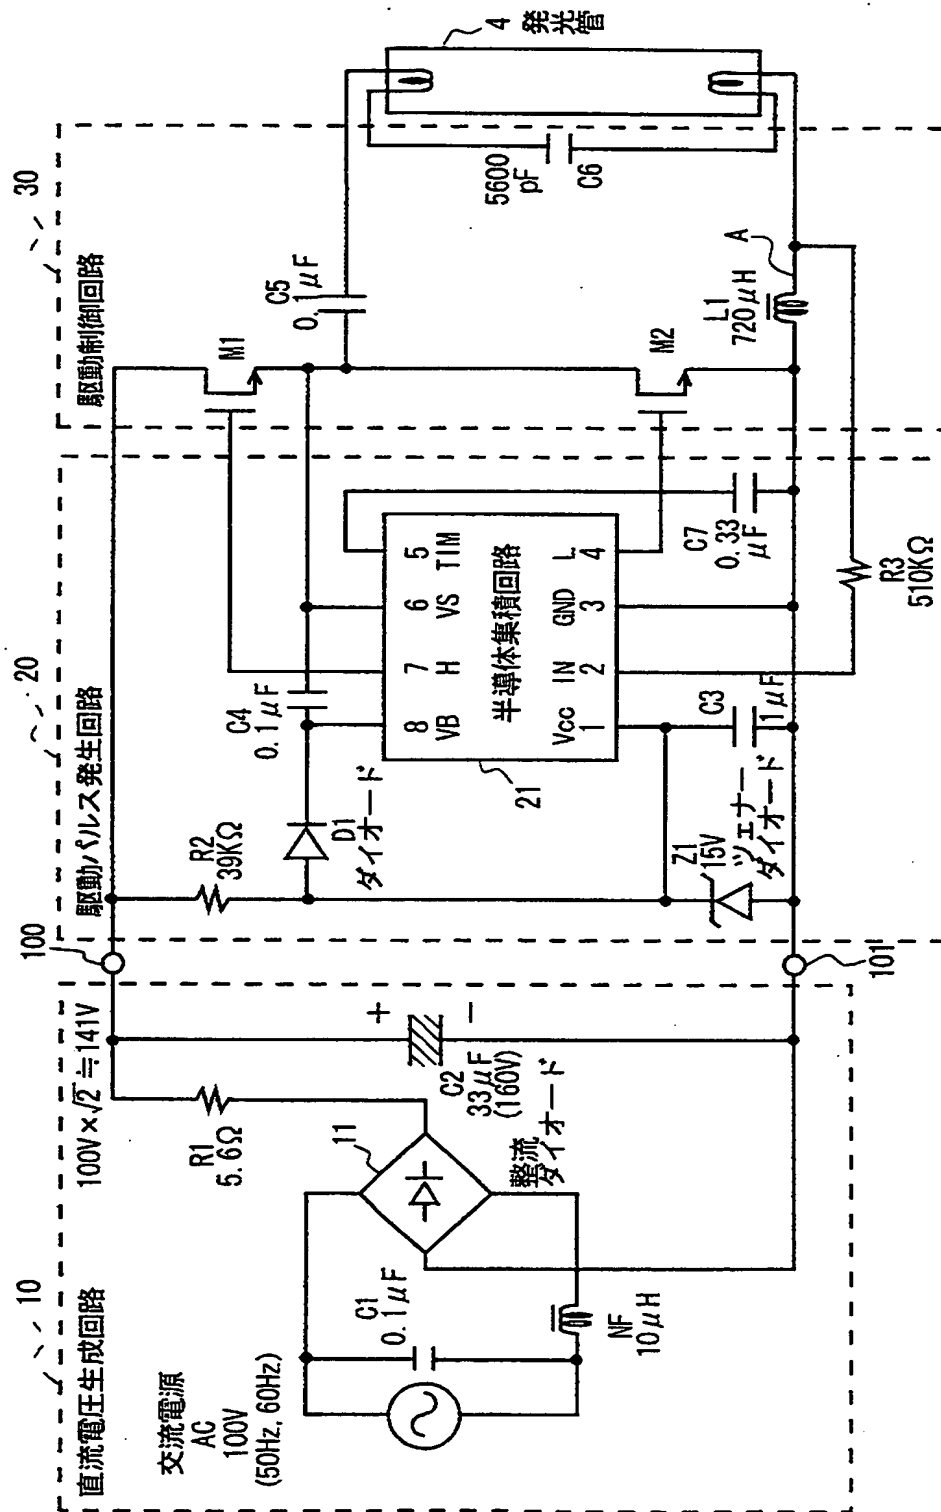 10
直流電圧生成回路
交流電源
AC
100V
(50Hz, 60Hz)
C1
0.1μF
NF
10μH
11
整流
ダイオード
R1
5.6Ω
100V×√2≒141V
+
-
C2
33μF
(160V)
100
101
20
駆動パルス発生回路
R2
39KΩ
D1
ダイオード
Z1
15V
ツェナー
ダイオード
C4
0.1μF
C3
1μF
21
半導体集積回路
8
VB
7
H
6
VS
5
TIM
Vcc
1
IN
2
GND
3
L
4
C7
0.33
μF
R3
510KΩ
30
駆動制御回路
M1
M2
C5
0.1μF
L1
720μH
A
5600
pF
C6
4
発光管